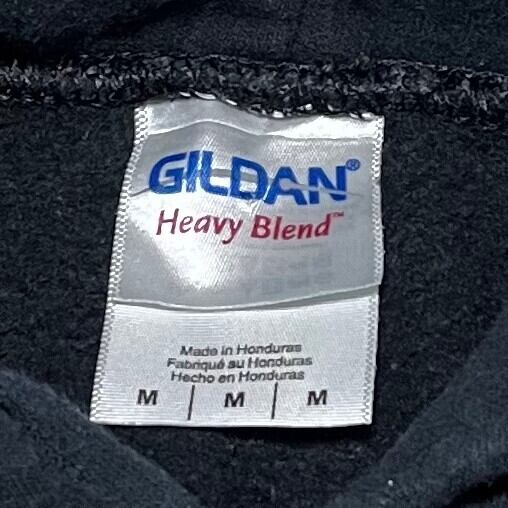 GILDAN®
Heavy Blend™
Made in Honduras
Fabriqué au Honduras
Hecho en Honduras
M | M | M